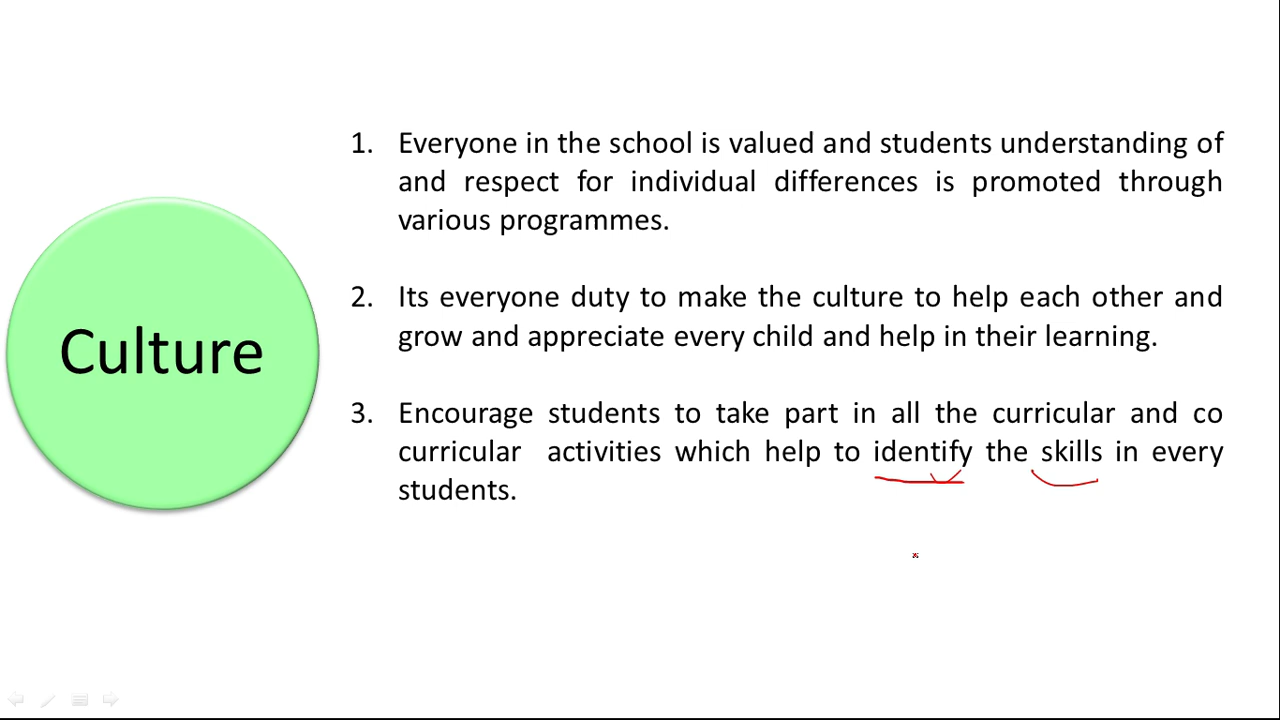 Culture
1. Everyone in the school is valued and students understanding of
and respect for individual differences is promoted through
various programmes.
2. Its everyone duty to make the culture to help each other and
grow and appreciate every child and help in their learning.
3. Encourage students to take part in all the curricular and co
curricular activities which help to identify the skills in every
students.